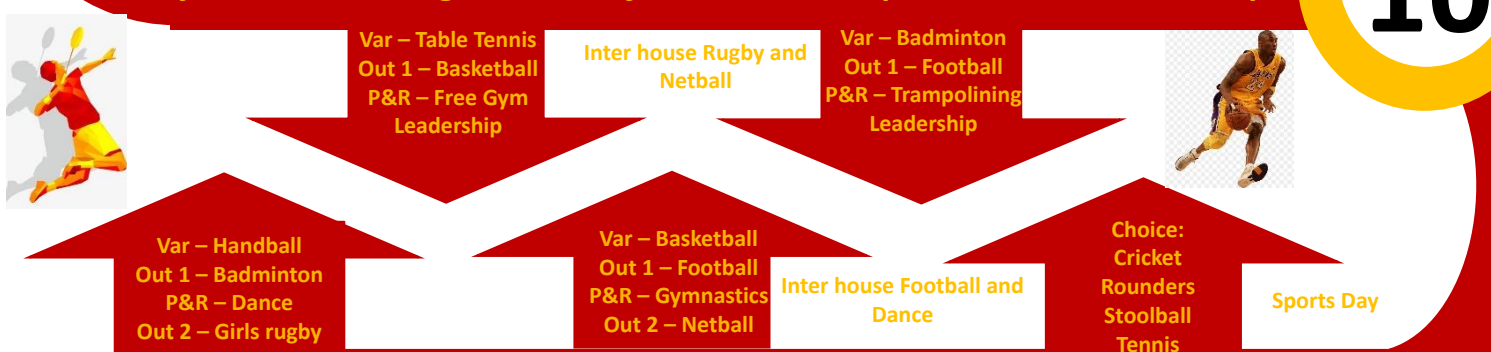 10
Var – Table Tennis
Out 1 – Basketball
P&R – Free Gym
Leadership
Inter house Rugby and
Netball
Var – Badminton
Out 1 – Football
P&R – Trampolining
Leadership
Var – Handball
Out 1 – Badminton
P&R – Dance
Out 2 – Girls rugby
Var – Basketball
Out 1 – Football
P&R – Gymnastics
Out 2 – Netball
Inter house Football and
Dance
Choice:
Cricket
Rounders
Stoolball
Tennis
Sports Day